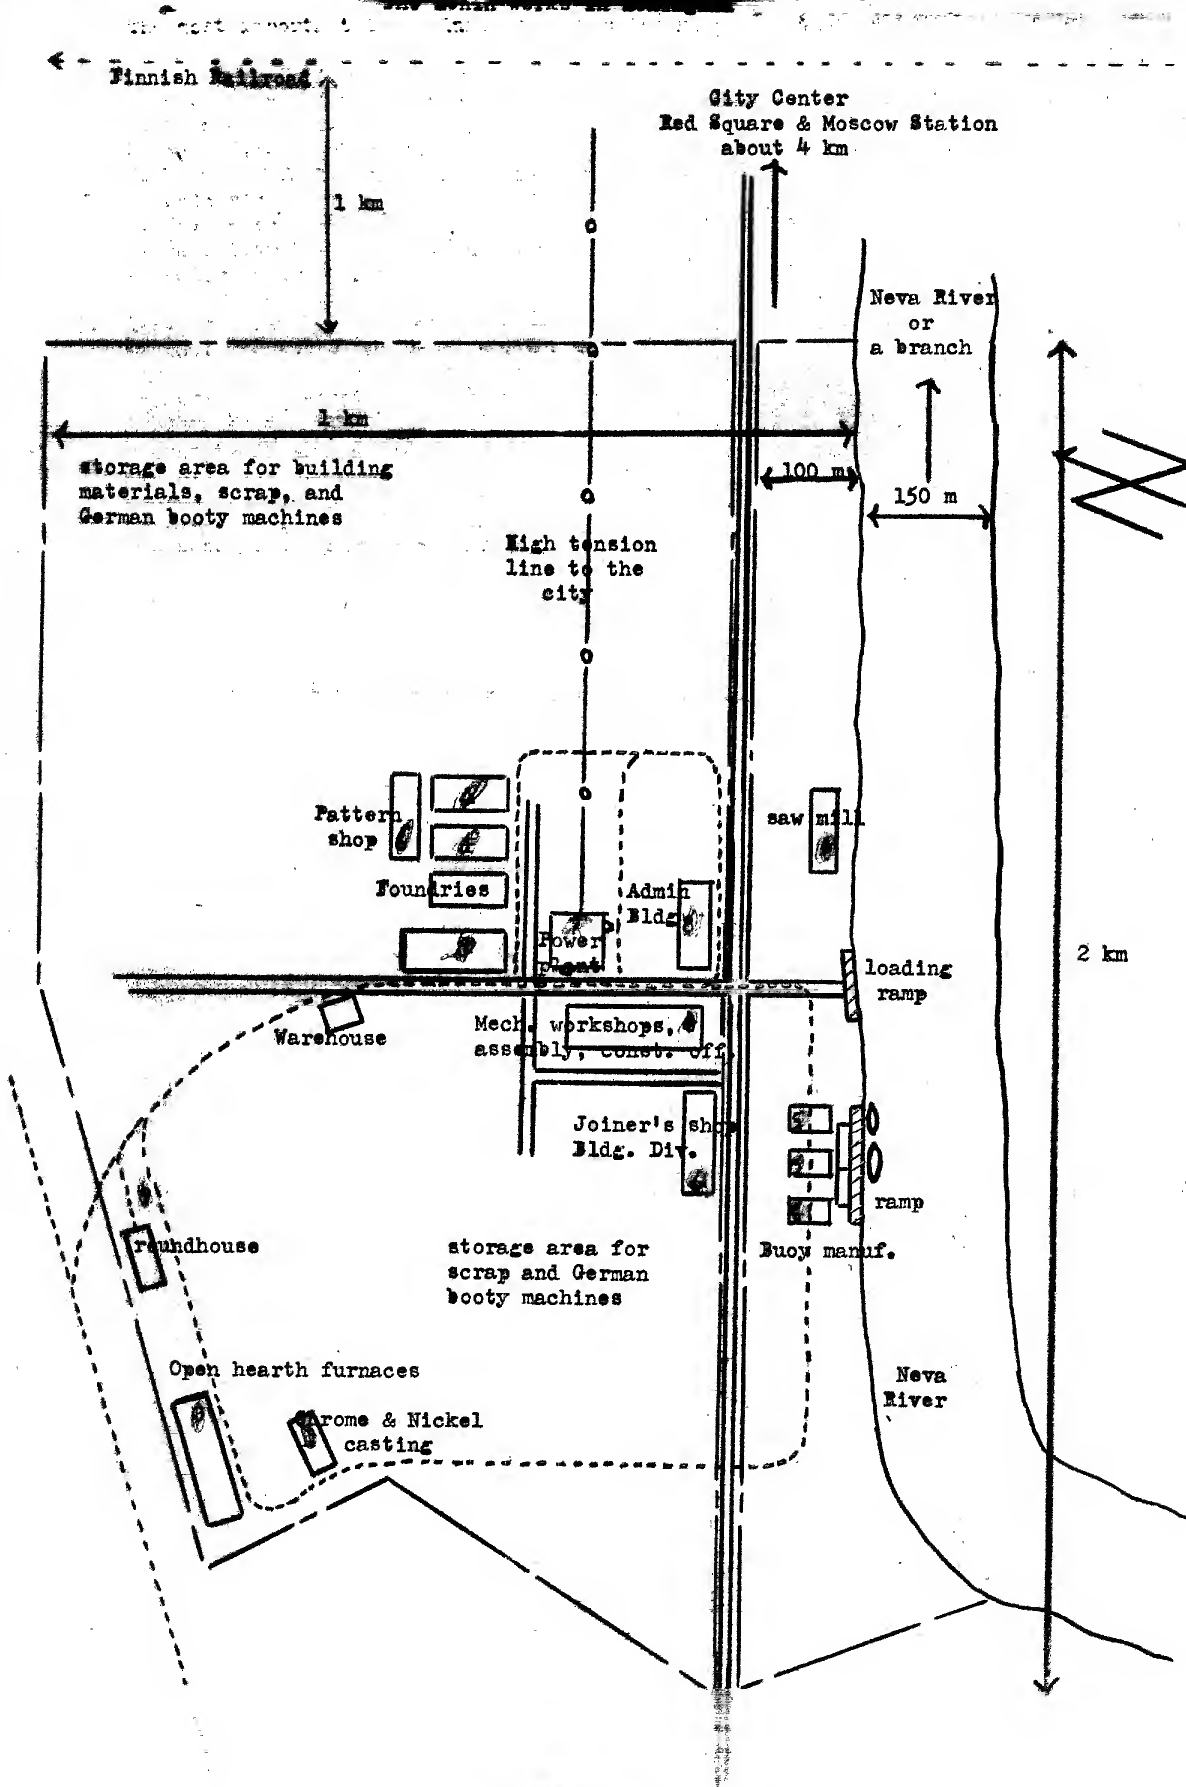 Finnish Railroad
City Center
Red Square & Moscow Station
about 4 km
1 km
Neva River
or
a branch
1 km
storage area for building
materials, scrap, and
German booty machines
100 m
150 m
High tension
line to the
city
Pattern
shop
saw mill
Foundries
Admin
Bldg.
Power
plant
2 km
loading
ramp
Warehouse
Mech. workshops,
assembly, const. off.
Joiner's shop
Bldg. Div.
ramp
roundhouse
storage area for
scrap and German
booty machines
Buoy manuf.
Open hearth furnaces
Neva
River
Chrome & Nickel
casting